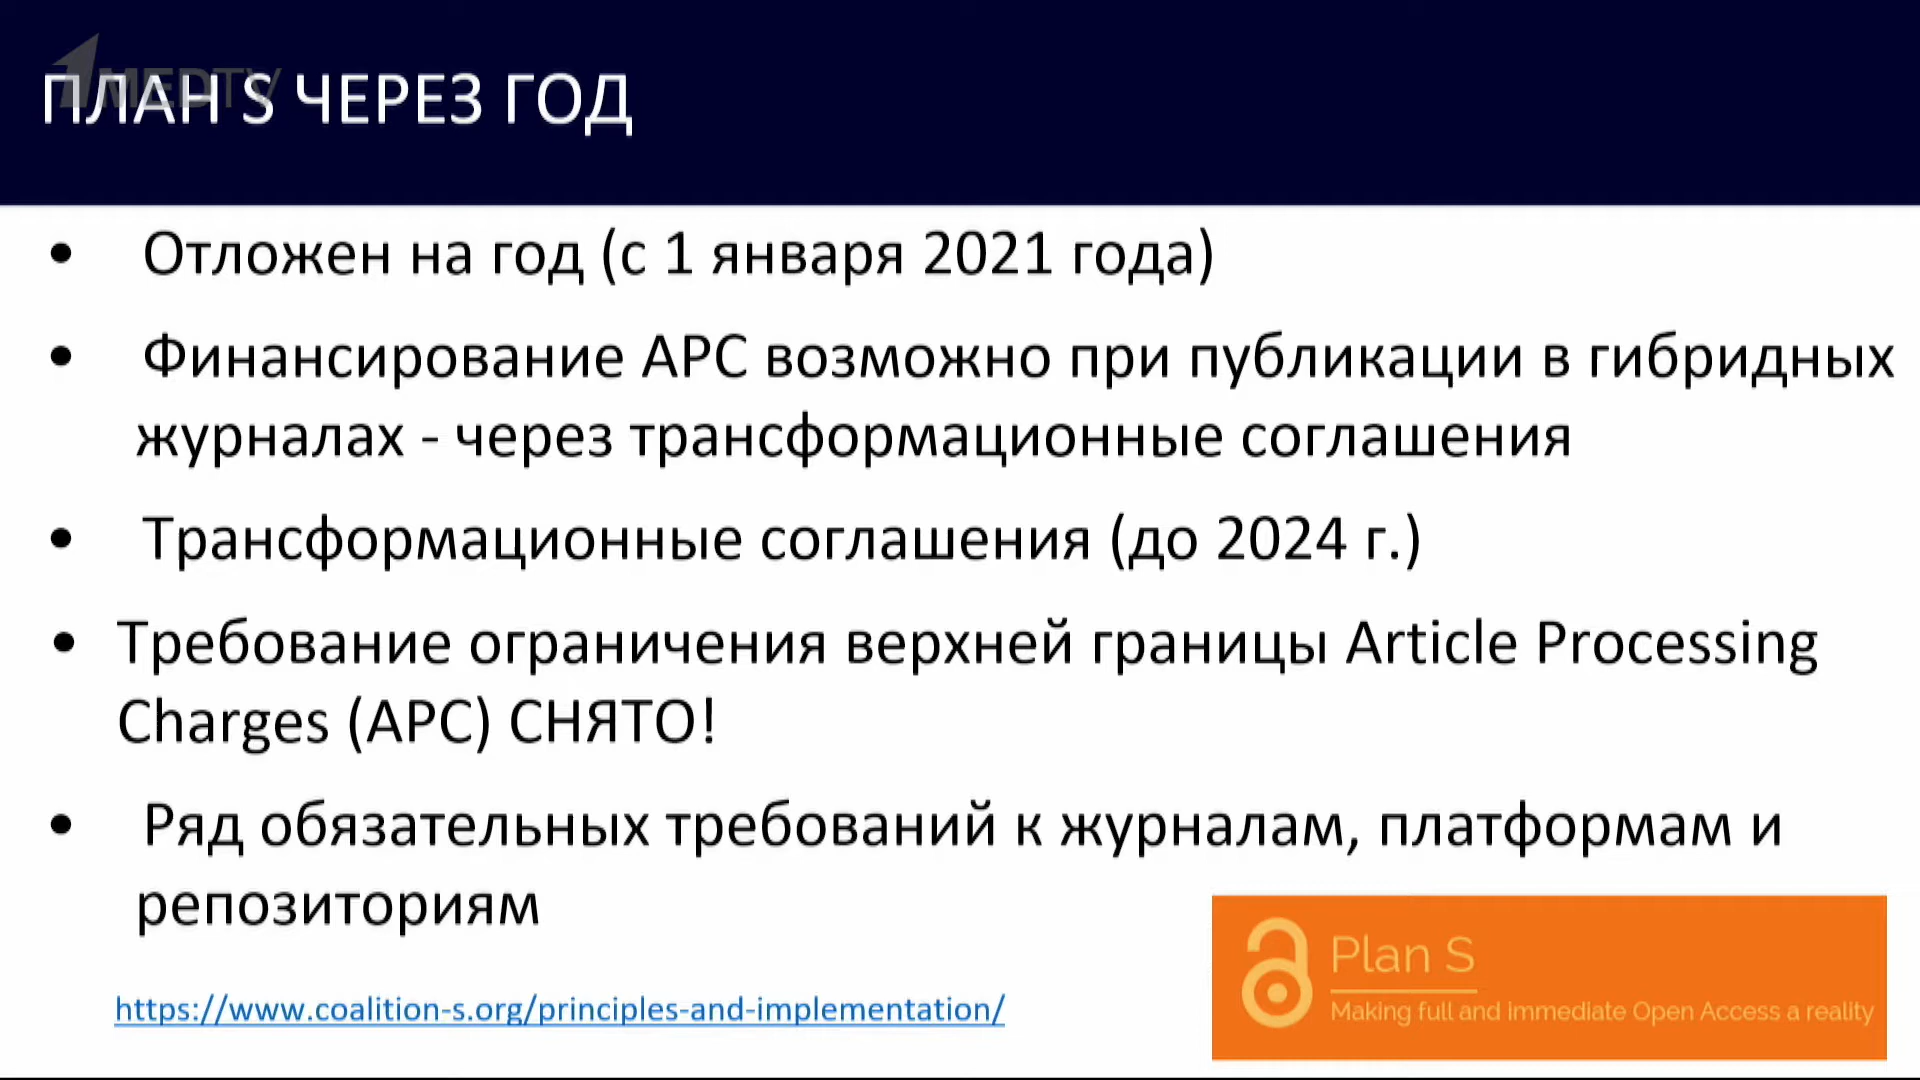 1MEDTV
ПЛАН S ЧЕРЕЗ ГОД
• Отложен на год (с 1 января 2021 года)
• Финансирование APC возможно при публикации в гибридных
журналах - через трансформационные соглашения
• Трансформационные соглашения (до 2024 г.)
• Требование ограничения верхней границы Article Processing
Charges (APC) СНЯТО!
• Ряд обязательных требований к журналам, платформам и
репозиториям
https://www.coalition-s.org/principles-and-implementation/
Plan S
Making full and immediate Open Access a reality